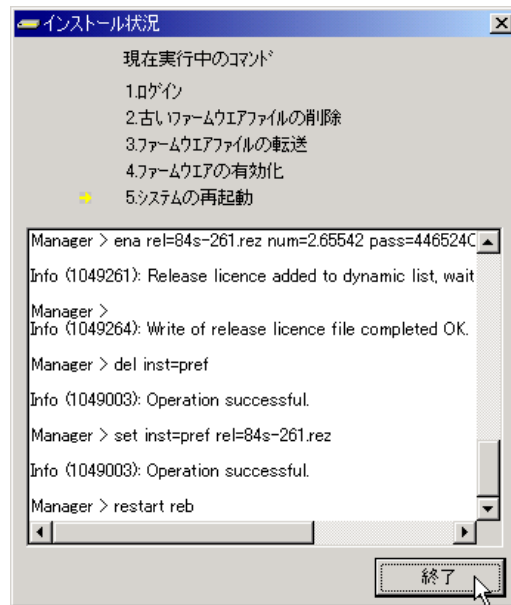 インストール状況
現在実行中のコマンド
1.ログイン
2.古いファームウエアファイルの削除
3.ファームウエアファイルの転送
4.ファームウエアの有効化
5.システムの再起動
Manager > ena rel=84s-261.rez num=2.65542 pass=446524C
Info (1049261): Release licence added to dynamic list, wait
Manager >
Info (1049264): Write of release licence file completed OK.
Manager > del inst=pref
Info (1049003): Operation successful.
Manager > set inst=pref rel=84s-261.rez
Info (1049003): Operation successful.
Manager > restart reb
終了